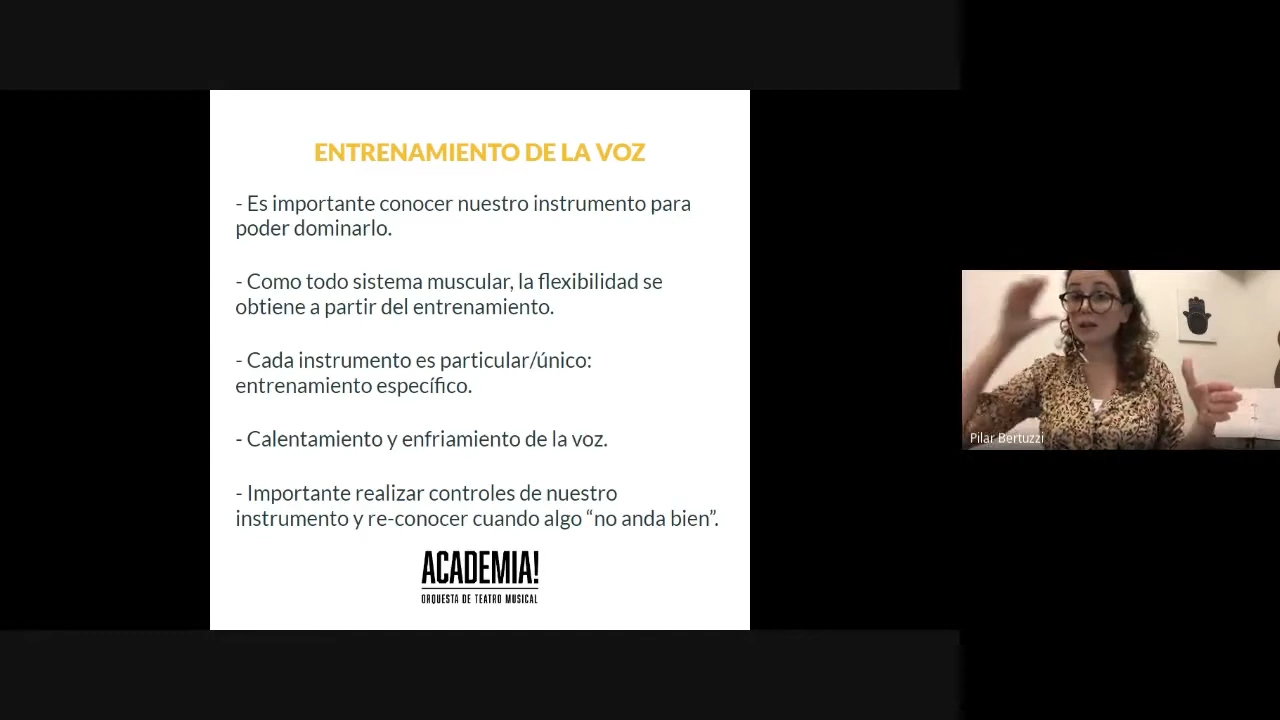 ENTRENAMIENTO DE LA VOZ
- Es importante conocer nuestro instrumento para
poder dominarlo.
- Como todo sistema muscular, la flexibilidad se
obtiene a partir del entrenamiento.
- Cada instrumento es particular/único:
entrenamiento específico.
- Calentamiento y enfriamiento de la voz.
- Importante realizar controles de nuestro
instrumento y re-conocer cuando algo “no anda bien”.
ACADEMIA!
ORQUESTA DE TEATRO MUSICAL
Pilar Bertuzzi